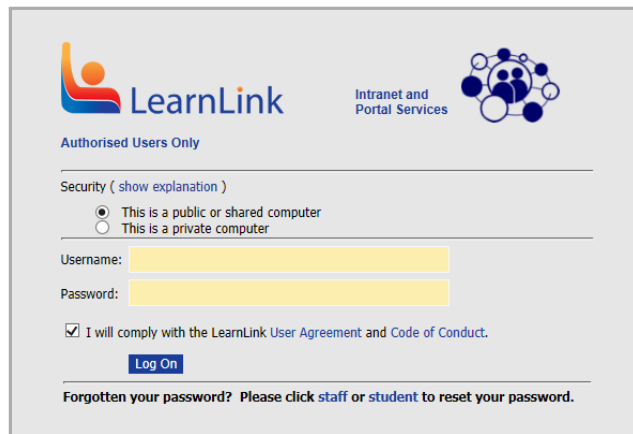 LearnLink
Intranet and
Portal Services
Authorised Users Only
Security ( show explanation )
This is a public or shared computer
This is a private computer
Username:
Password:
I will comply with the LearnLink User Agreement and Code of Conduct.
Log On
Forgotten your password? Please click staff or student to reset your password.